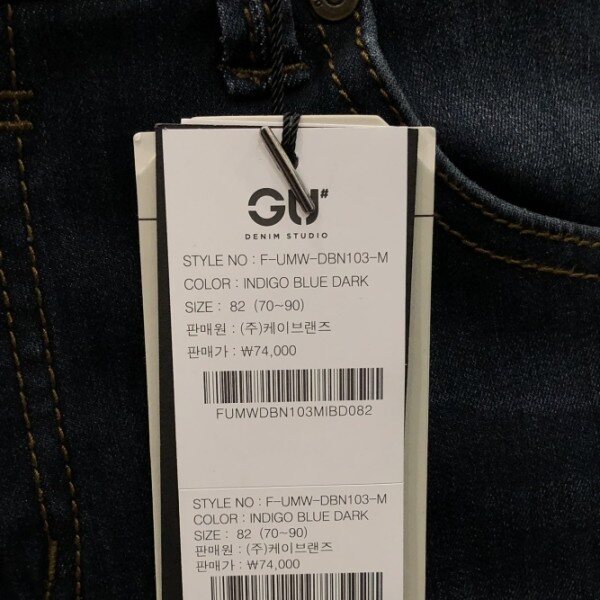 GU#
DENIM STUDIO
STYLE NO : F-UMW-DBN103-M
COLOR : INDIGO BLUE DARK
SIZE : 82 (70~90)
판매원 : (주)케이브랜즈
판매가 : ₩74,000
FUMWDBN103MIBD082
STYLE NO : F-UMW-DBN103-M
COLOR : INDIGO BLUE DARK
SIZE : 82 (70~90)
판매원 : (주)케이브랜즈
판매가 : ₩74,000